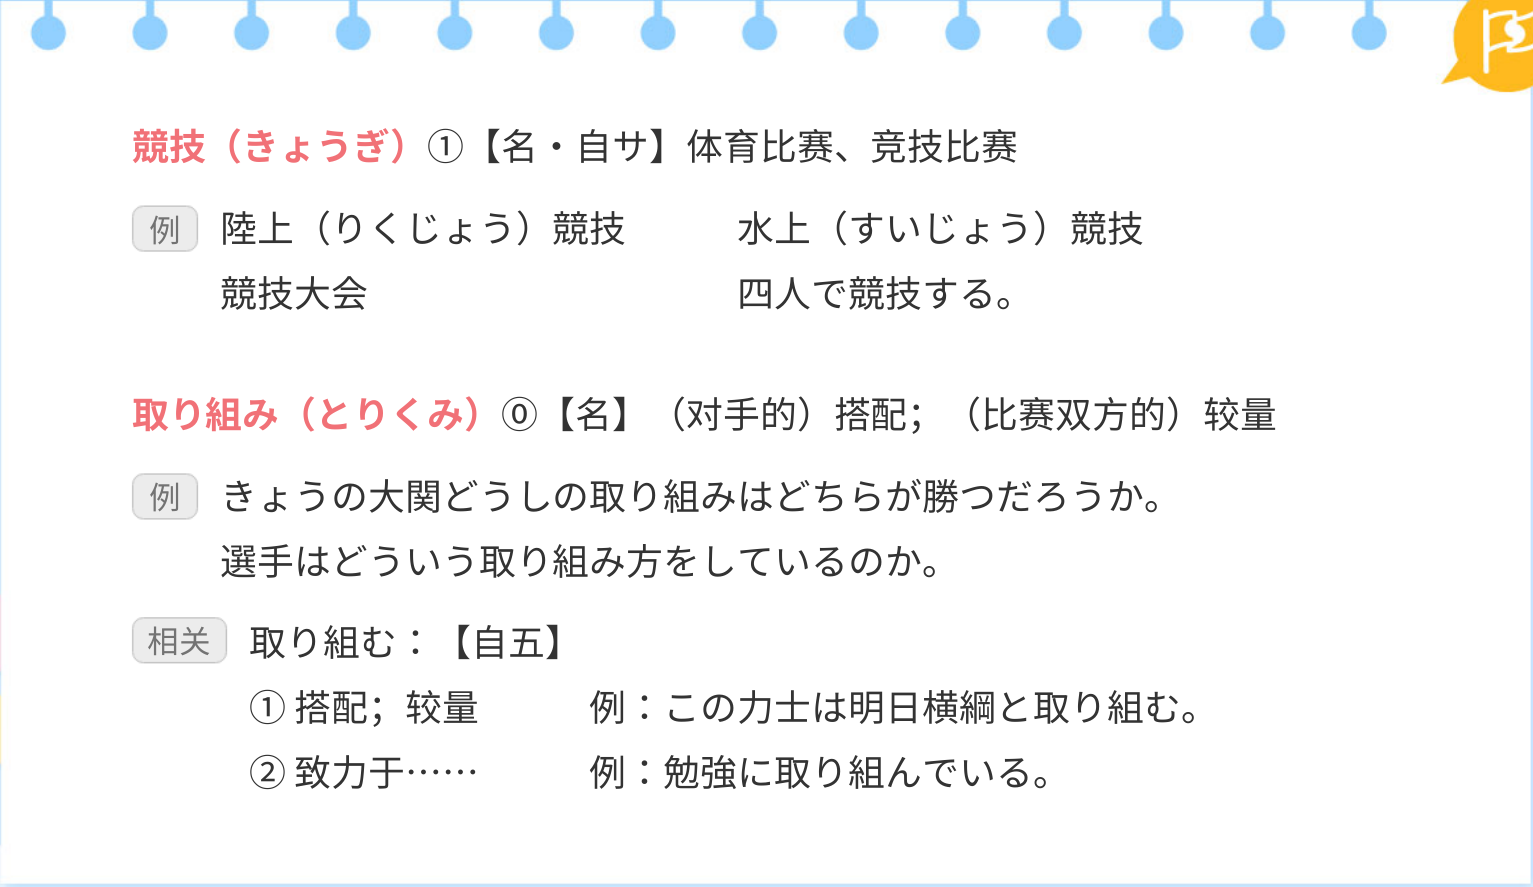 競技（きょうぎ）①【名・自サ】体育比赛、竞技比赛
例 陸上（りくじょう）競技 水上（すいじょう）競技
競技大会 四人で競技する。
取り組み（とりくみ）⓪【名】（对手的）搭配；（比赛双方的）较量
例 きょうの大関どうしの取り組みはどちらが勝つだろうか。
選手はどういう取り組み方をしているのか。
相关 取り組む：【自五】
① 搭配；较量 例：この力士は明日横綱と取り組む。
② 致力于…… 例：勉強に取り組んでいる。